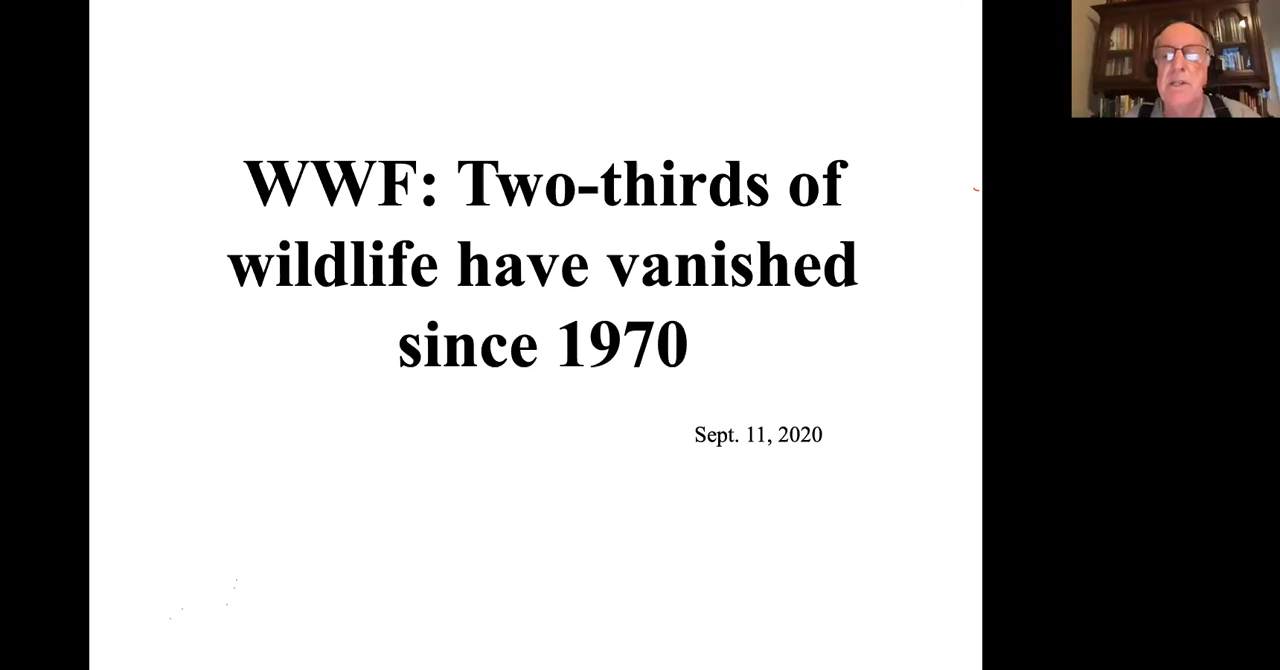 WWF: Two-thirds of
wildlife have vanished
since 1970
Sept. 11, 2020